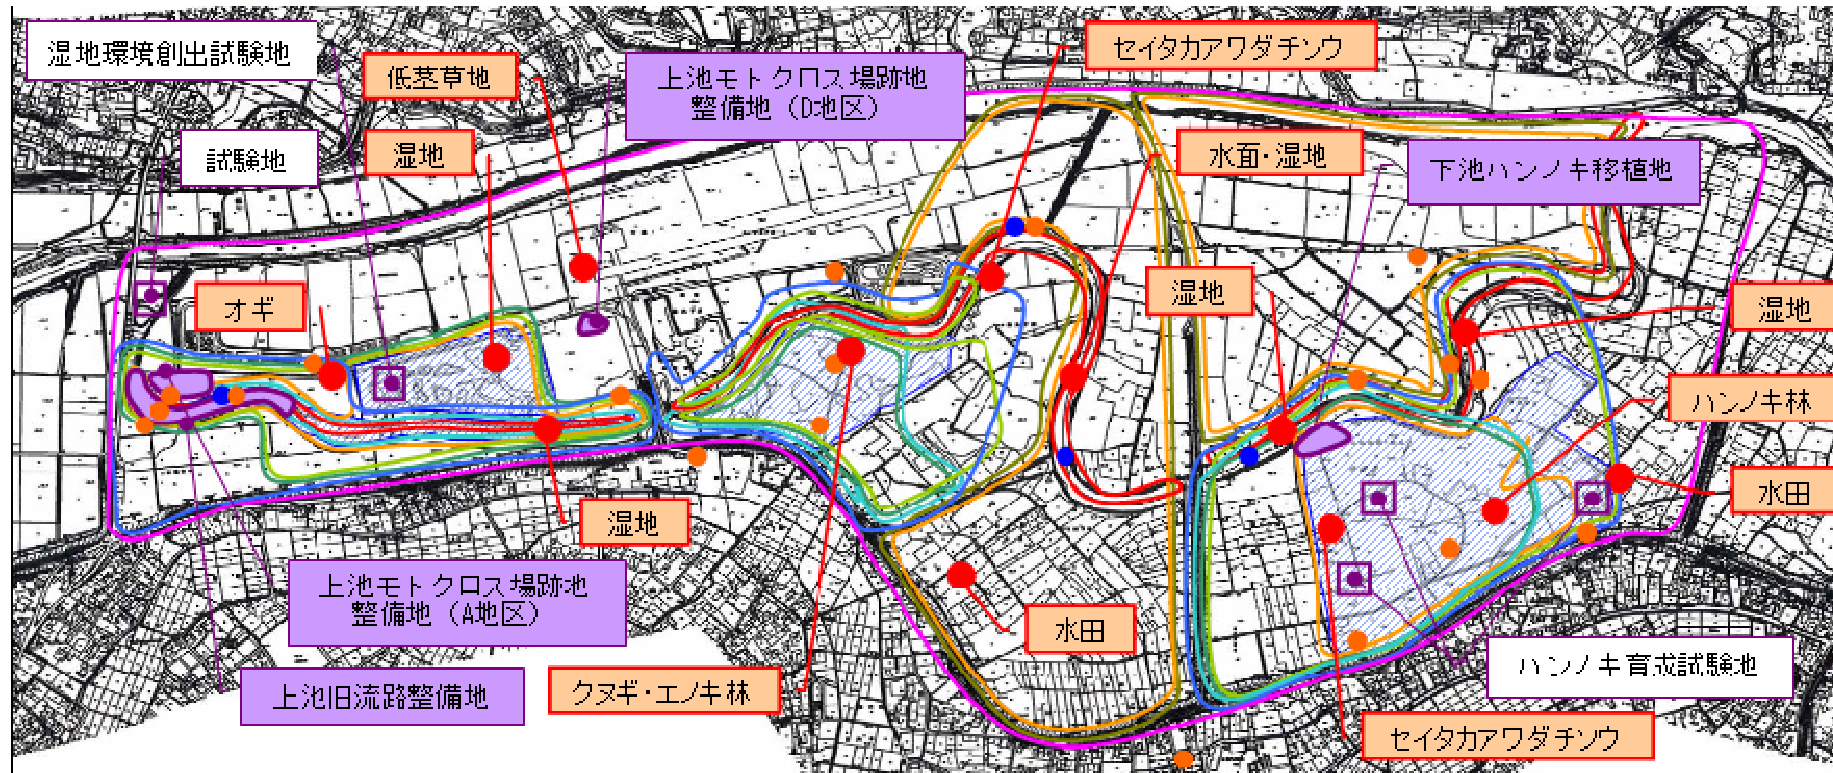 湿地環境創出試験地
低茎草地
上池モトクロス場跡地
整備地（D地区）
セイタカアワダチソウ
試験地
湿地
水面・湿地
下池ハンノキ移植地
オギ
湿地
湿地
ハンノキ林
水田
湿地
上池モトクロス場跡地
整備地（A地区）
水田
ハンノキ育成試験地
上池旧流路整備地
クヌギ・エノキ林
セイタカアワダチソウ